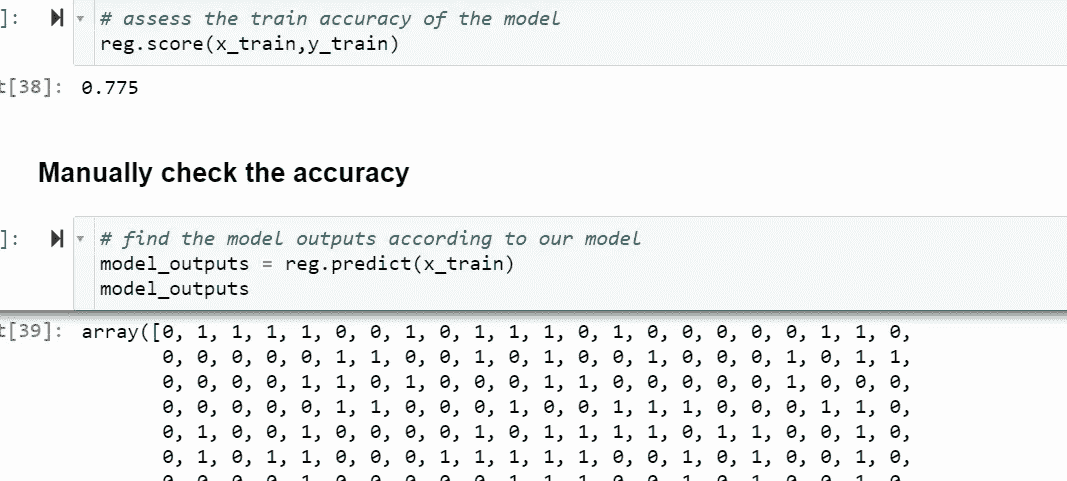 ]: # assess the train accuracy of the model
reg.score(x_train,y_train)
t[38]: 0.775
Manually check the accuracy
]: # find the model outputs according to our model
model_outputs = reg.predict(x_train)
model_outputs
t[39]: array([0, 1, 1, 1, 1, 0, 0, 1, 0, 1, 1, 1, 0, 1, 0, 0, 0, 0, 0, 1, 1, 0,
0, 0, 0, 0, 0, 1, 1, 0, 0, 1, 0, 1, 0, 0, 1, 0, 0, 0, 1, 0, 1, 1,
0, 0, 0, 0, 1, 1, 0, 1, 0, 0, 0, 1, 1, 0, 0, 0, 0, 0, 1, 0, 0, 0,
0, 0, 0, 0, 0, 1, 1, 0, 0, 0, 1, 0, 0, 1, 1, 1, 0, 0, 0, 1, 1, 0,
0, 1, 0, 0, 1, 0, 0, 0, 0, 1, 0, 1, 1, 1, 1, 0, 1, 1, 0, 0, 1, 0,
0, 1, 0, 1, 1, 0, 0, 0, 1, 1, 1, 1, 1, 0, 0, 1, 0, 1, 0, 0, 1, 0,